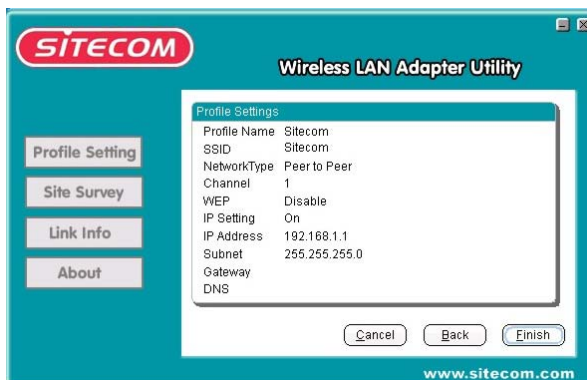 SITECOM
Wireless LAN Adapter Utility
Profile Setting
Site Survey
Link Info
About
Profile Settings
Profile Name Sitecom
SSID Sitecom
NetworkType Peer to Peer
Channel 1
WEP Disable
IP Setting On
IP Address 192.168.1.1
Subnet 255.255.255.0
Gateway
DNS
Cancel Back Finish
www.sitecom.com